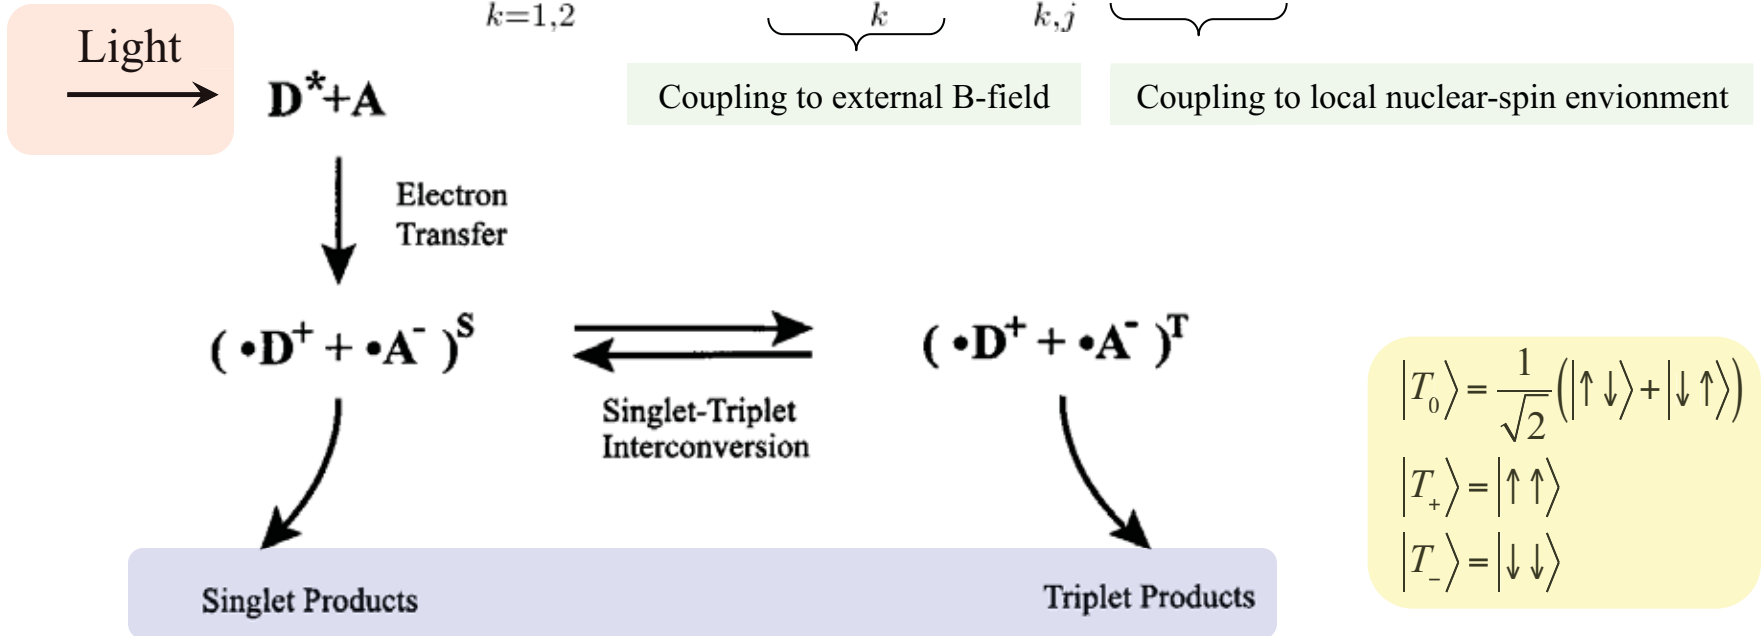 k=1,2 k k,j
Light
D*+A
Coupling to external B-field
Coupling to local nuclear-spin envionment
Electron
Transfer
( •D⁺ + •A⁻ )ˢ
( •D⁺ + •A⁻ )ᵀ
Singlet-Triplet
Interconversion
|T₀⟩ = 1/√2 (|↑↓⟩+|↓↑⟩)
|T₊⟩ = |↑↑⟩
|T₋⟩ = |↓↓⟩
Singlet Products
Triplet Products